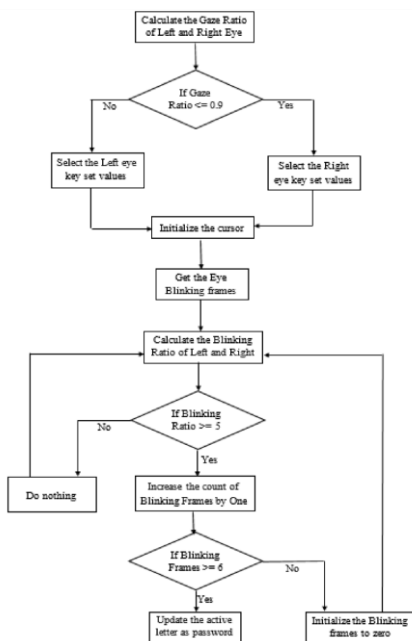 Calculate the Gaze Ratio
of Left and Right Eye
If Gaze
Ratio <= 0.9
No
Yes
Select the Left eye
key set values
Select the Right
eye key set values
Initialize the cursor
Get the Eye
Blinking frames
Calculate the Blinking
Ratio of Left and Right
If Blinking
Ratio >= 5
No
Yes
Do nothing
Increase the count of
Blinking Frames by One
If Blinking
Frames >= 6
No
Yes
Update the active
letter as password
Initialize the Blinking
frames to zero